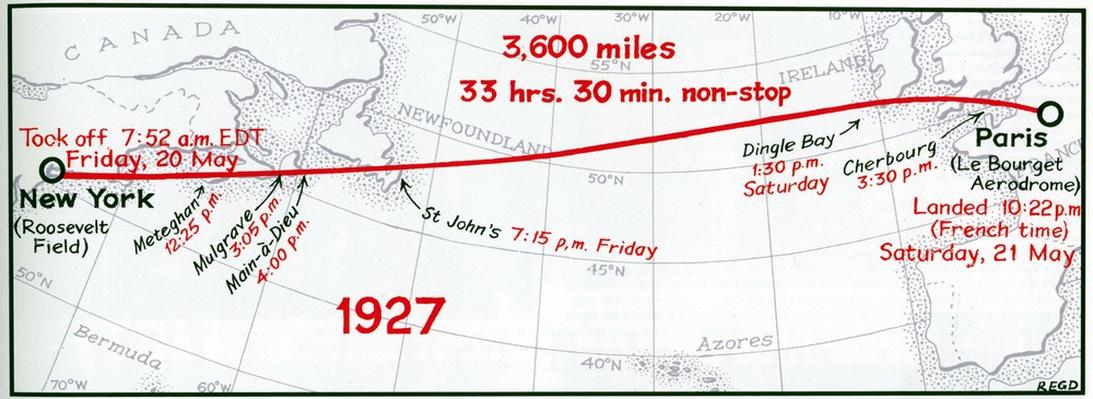 CANADA
50°W
40°W
30°W
20°W
10°W
3,600 miles
55°N
33 hrs. 30 min. non-stop
IRELAND
NEWFOUNDLAND
Took off 7:52 a.m. EDT
Friday, 20 May
New York
(Roosevelt
Field)
Meteghan
12:25 p.m.
Mulgrave
3:05 p.m.
Main-à-Dieu
4:00 p.m.
St John's 7:15 p.m. Friday
50°N
45°N
40°N
Dingle Bay
1:30 p.m.
Saturday
Cherbourg
3:30 p.m.
Paris
(Le Bourget
Aerodrome)
Landed 10:22 p.m
(French time)
Saturday, 21 May
1927
50°N
Bermuda
Azores
70°W
60°W
REGD